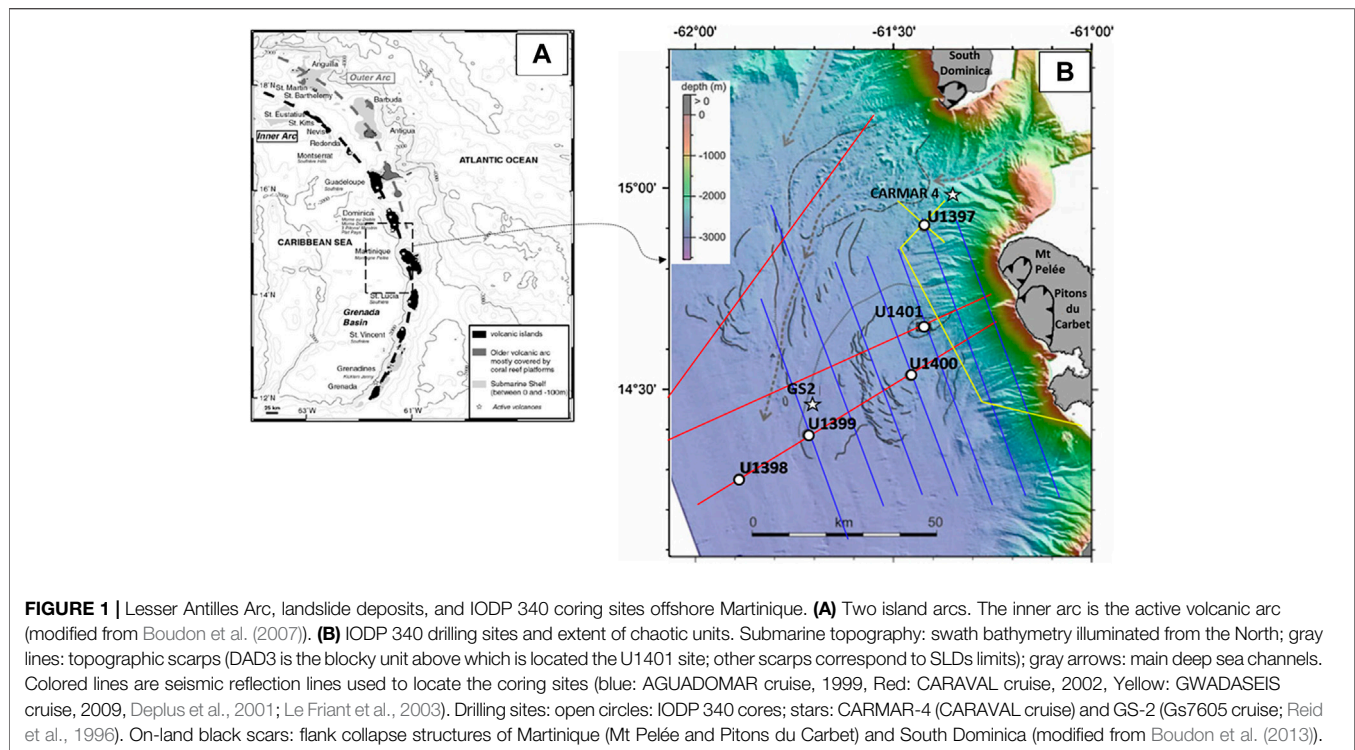 A
Anguilla
Outer Arc
18°N
St. Martin
St. Barthelemy
Barbuda
St. Eustatius
St. Kitts
Inner Arc
Nevis
Antigua
Redonda
Montserrat
Soufrière Hills
ATLANTIC OCEAN
Guadeloupe
Soufrière
16°N
Dominica
CARIBBEAN SEA
Martinique
Montagne Pelée
14°N
St. Lucia
Soufrière
Grenada
Basin
St. Vincent
Soufrière
Grenadines
Kick'em Jenny
Grenada
12°N
25 km
63°W
61°W
volcanic islands
Older volcanic arc
mostly covered by
coral reef platforms
Submarine Shelf
(between 0 and -100m)
Active volcanoes
-62°00'
-61°30'
-61°00'
B
South
Dominica
depth (m)
> 0
0
-1000
-2000
-3000
15°00'
14°30'
CARMAR 4
U1397
Mt
Pelée
Pitons
du
Carbet
U1401
U1400
GS2
U1399
U1398
0 km 50
FIGURE 1 | Lesser Antilles Arc, landslide deposits, and IODP 340 coring sites offshore Martinique. (A) Two island arcs. The inner arc is the active volcanic arc
(modified from Boudon et al. (2007)). (B) IODP 340 drilling sites and extent of chaotic units. Submarine topography: swath bathymetry illuminated from the North; gray
lines: topographic scarps (DAD3 is the blocky unit above which is located the U1401 site; other scarps correspond to SLDs limits); gray arrows: main deep sea channels.
Colored lines are seismic reflection lines used to locate the coring sites (blue: AGUADOMAR cruise, 1999, Red: CARAVAL cruise, 2002, Yellow: GWADASEIS
cruise, 2009, Deplus et al., 2001; Le Friant et al., 2003). Drilling sites: open circles: IODP 340 cores; stars: CARMAR-4 (CARAVAL cruise) and GS-2 (Gs7605 cruise; Reid
et al., 1996). On-land black scars: flank collapse structures of Martinique (Mt Pelée and Pitons du Carbet) and South Dominica (modified from Boudon et al. (2013)).